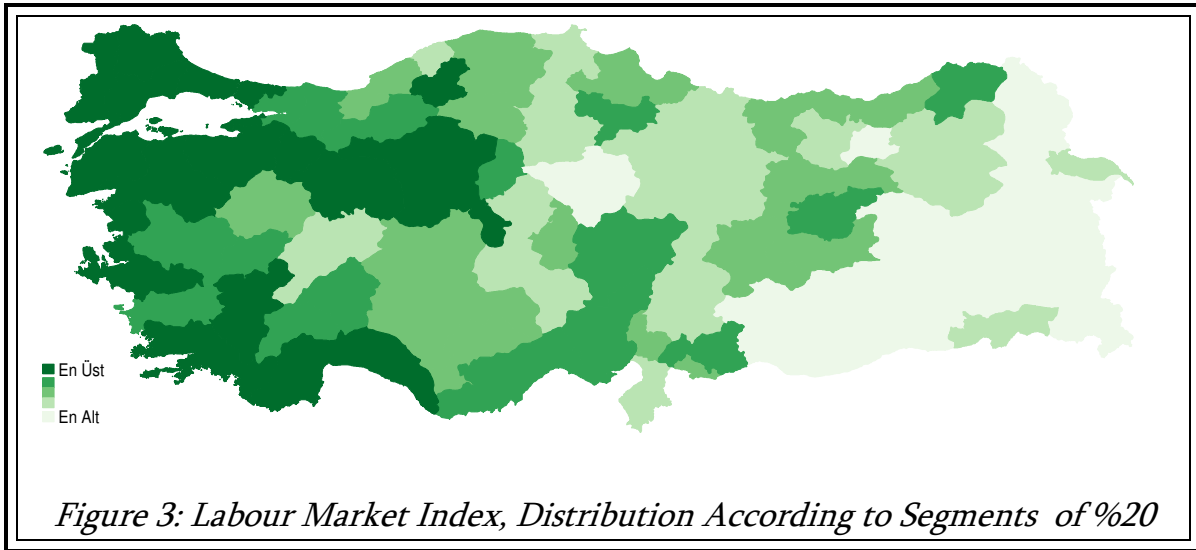 En Üst
En Alt
Figure 3: Labour Market Index, Distribution According to Segments of %20